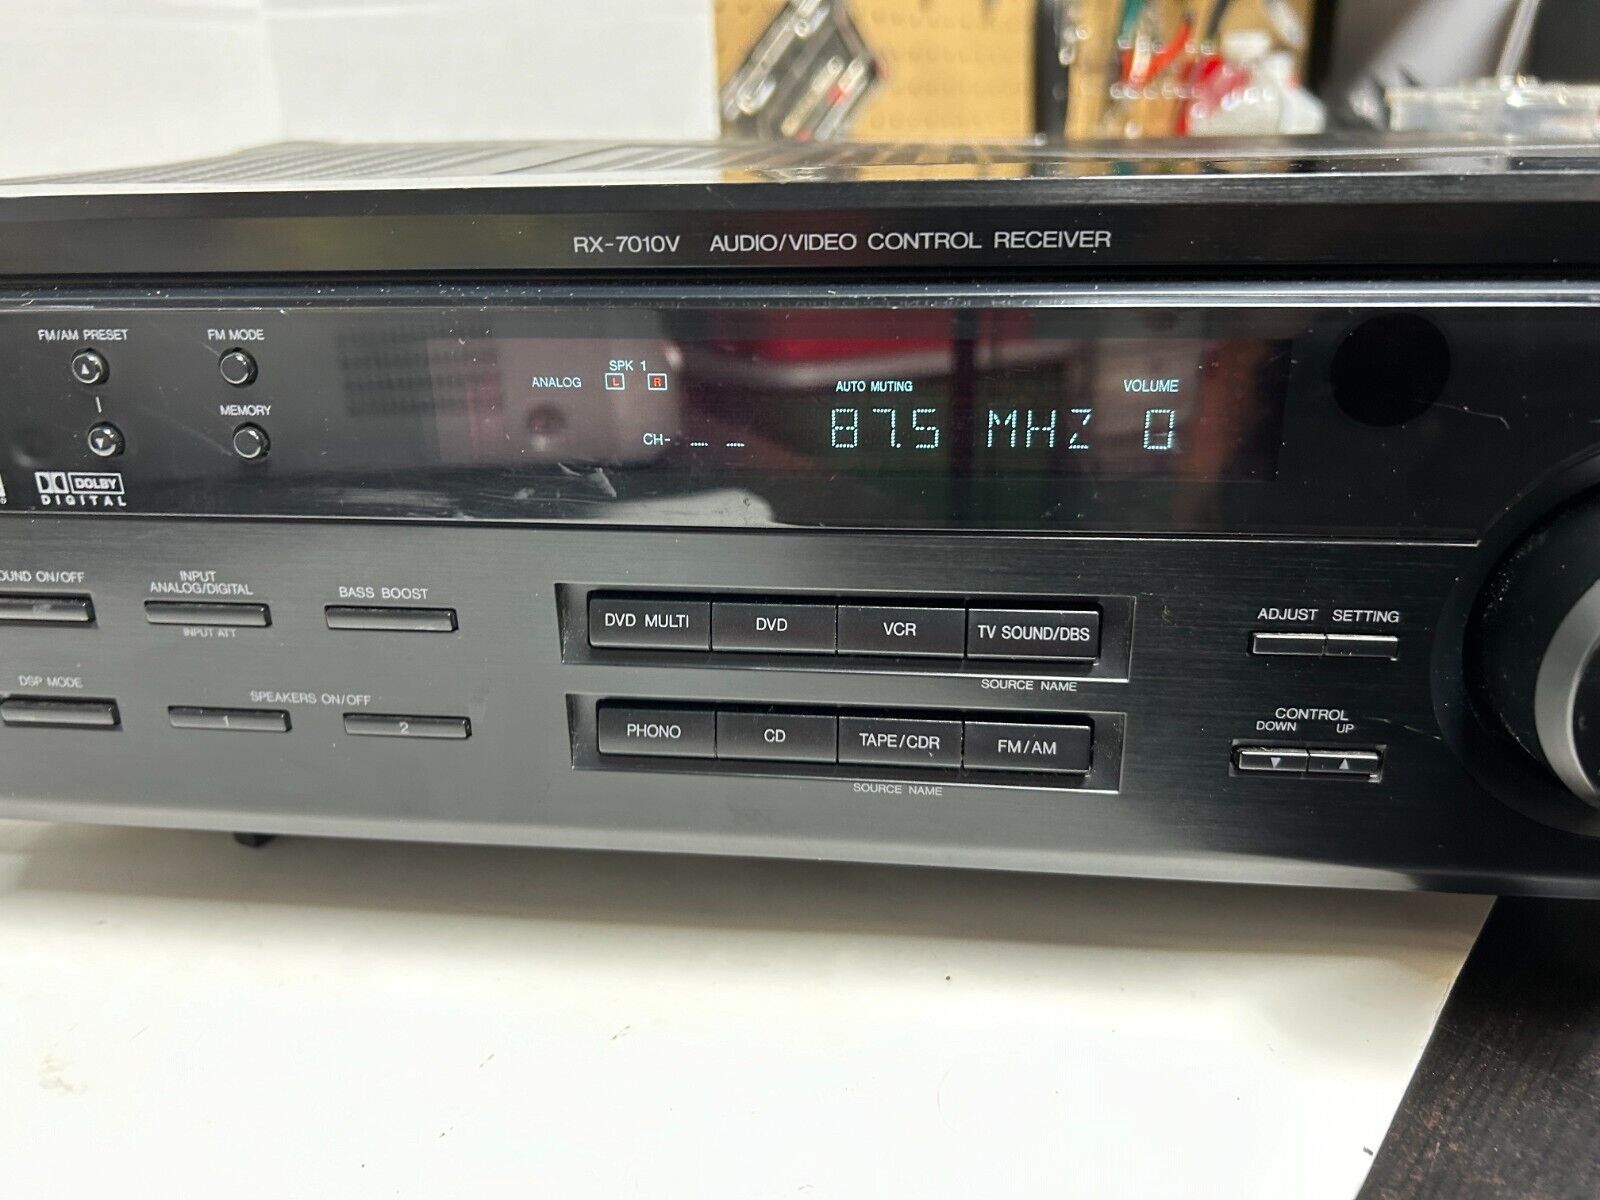 RX-7010V AUDIO/VIDEO CONTROL RECEIVER
FM/AM PRESET
FM MODE
MEMORY
DOLBY
DIGITAL
SPK 1
ANALOG L R
AUTO MUTING
VOLUME
CH- -- -- 87.5 MHZ 0
OUND ON/OFF
INPUT
ANALOG/DIGITAL
INPUT ATT
BASS BOOST
DVD MULTI
DVD
VCR
TV SOUND/DBS
SOURCE NAME
ADJUST SETTING
DSP MODE
SPEAKERS ON/OFF
1
2
PHONO
CD
TAPE/CDR
FM/AM
SOURCE NAME
CONTROL
DOWN UP